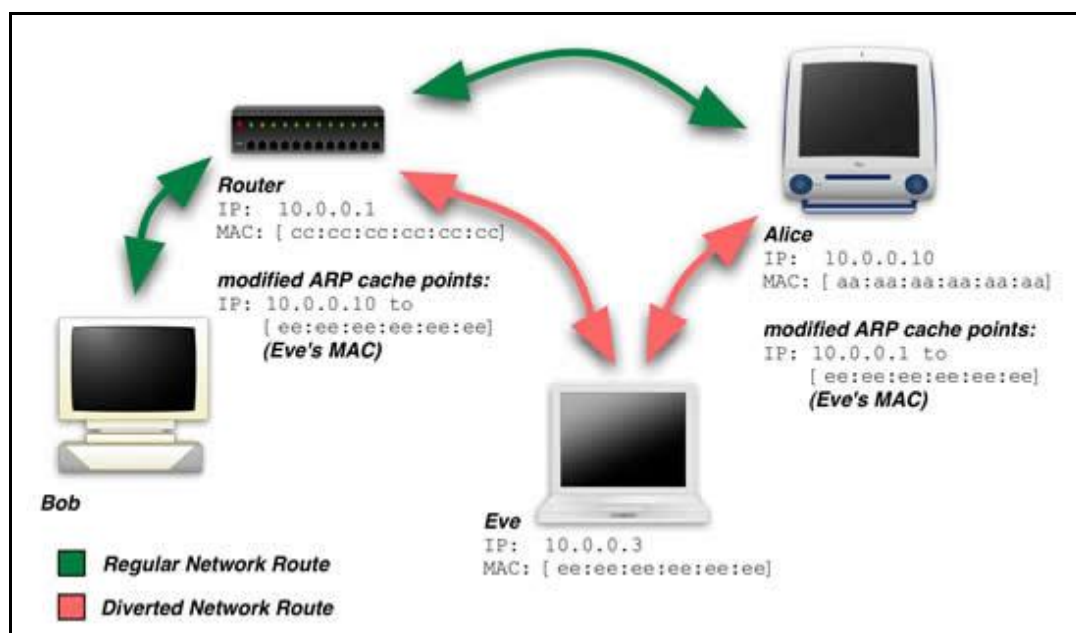 Router
IP: 10.0.0.1
MAC: [ cc:cc:cc:cc:cc:cc]
modified ARP cache points:
IP: 10.0.0.10 to
[ ee:ee:ee:ee:ee:ee]
(Eve's MAC)
Alice
IP: 10.0.0.10
MAC: [ aa:aa:aa:aa:aa:aa]
modified ARP cache points:
IP: 10.0.0.1 to
[ ee:ee:ee:ee:ee:ee]
(Eve's MAC)
Bob
Eve
IP: 10.0.0.3
MAC: [ ee:ee:ee:ee:ee:ee]
Regular Network Route
Diverted Network Route